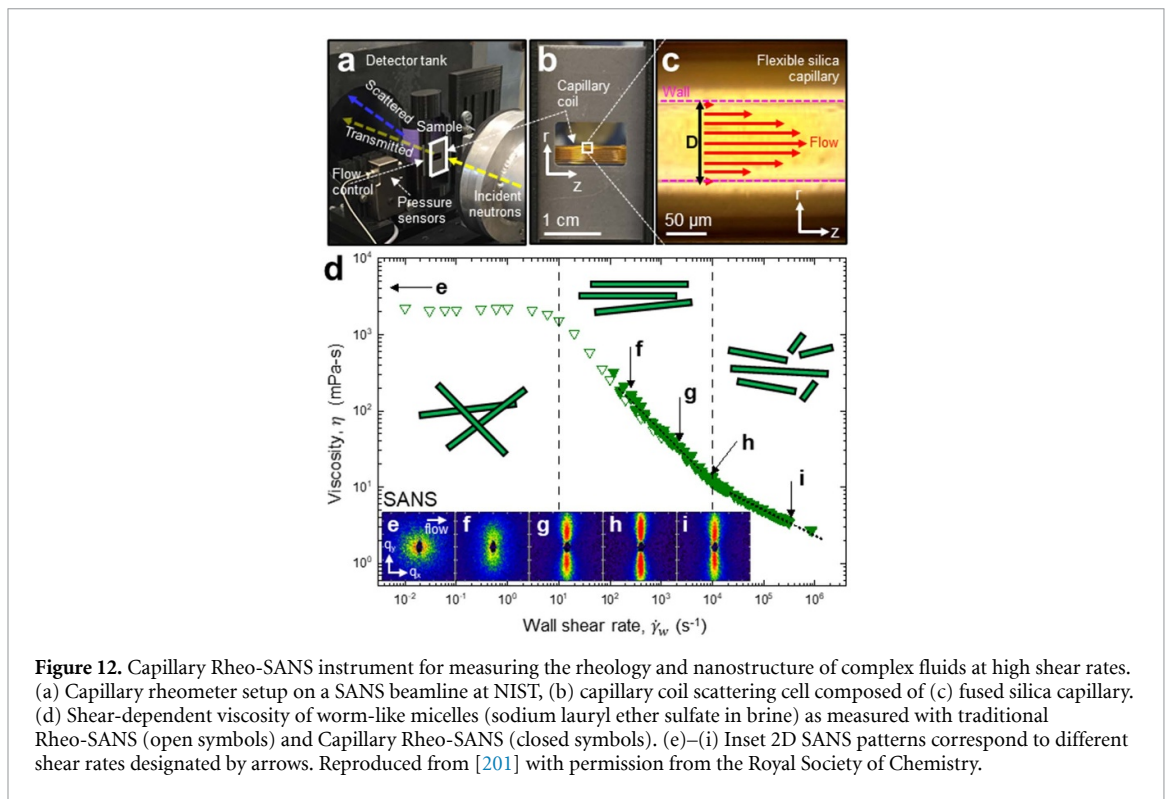 a
Detector tank
Scattered
Transmitted
Sample
Capillary
coil
Flow
control
Pressure
sensors
Incident
neutrons
b
r
z
1 cm
c
Flexible silica
capillary
Wall
D
Flow
r
z
50 µm
d
Viscosity, η (mPa-s)
10⁴
10³
10²
10¹
10⁰
e
f
g
h
i
SANS
e
flow
q_y
q_x
f
g
h
i
10⁻² 10⁻¹ 10⁰ 10¹ 10² 10³ 10⁴ 10⁵ 10⁶
Wall shear rate, γ̇_w (s⁻¹)
Figure 12. Capillary Rheo-SANS instrument for measuring the rheology and nanostructure of complex fluids at high shear rates.
(a) Capillary rheometer setup on a SANS beamline at NIST, (b) capillary coil scattering cell composed of (c) fused silica capillary.
(d) Shear-dependent viscosity of worm-like micelles (sodium lauryl ether sulfate in brine) as measured with traditional
Rheo-SANS (open symbols) and Capillary Rheo-SANS (closed symbols). (e)–(i) Inset 2D SANS patterns correspond to different
shear rates designated by arrows. Reproduced from [201] with permission from the Royal Society of Chemistry.